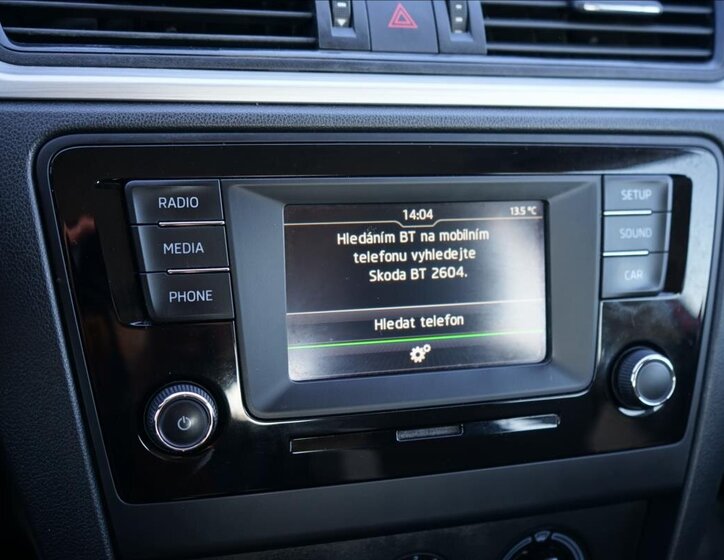 14:04
13.5 °C
Hledáním BT na mobilním
telefonu vyhledejte
Skoda BT 2604.
Hledat telefon
RADIO
MEDIA
PHONE
SETUP
SOUND
CAR